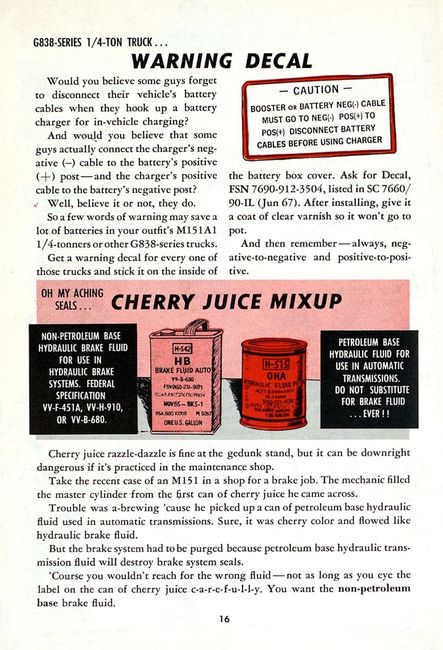 G838-SERIES 1/4-TON TRUCK...
WARNING DECAL
Would you believe some guys forget
to disconnect their vehicle's battery
cables when they hook up a battery
charger for in-vehicle charging?
And would you believe that some
guys actually connect the charger's neg-
ative (−) cable to the battery's positive
(+) post—and the charger's positive
cable to the battery's negative post?
Well, believe it or not, they do.
So a few words of warning may save a
lot of batteries in your outfit's M151A1
1/4-tonners or other G838-series trucks.
Get a warning decal for every one of
those trucks and stick it on the inside of
— CAUTION —
BOOSTER OR BATTERY NEG(-) CABLE
MUST GO TO NEG(-) POS(+) TO
POS(+) DISCONNECT BATTERY
CABLES BEFORE USING CHARGER
the battery box cover. Ask for Decal,
FSN 7690-912-3504, listed in SC 7660/
90-IL (Jun 67). After installing, give it
a coat of clear varnish so it won't go to
pot.
And then remember—always, neg-
ative-to-negative and positive-to-posi-
tive.
OH MY ACHING
SEALS...
CHERRY JUICE MIXUP
NON-PETROLEUM BASE
HYDRAULIC BRAKE FLUID
FOR USE IN
HYDRAULIC BRAKE
SYSTEMS. FEDERAL
SPECIFICATION
VV-F-451A, VV-H-910,
OR VV-B-680.
H-542
HB
BRAKE FLUID AUTO
VV-B-680
ONE U.S. GALLON
H-515
OHA
HYDRAULIC FLUID
PETROLEUM BASE
HYDRAULIC FLUID FOR
USE IN AUTOMATIC
TRANSMISSIONS.
DO NOT SUBSTITUTE
FOR BRAKE FLUID
...EVER!!
Cherry juice razzle-dazzle is fine at the gedunk stand, but it can be downright
dangerous if it's practiced in the maintenance shop.
Take the recent case of an M151 in a shop for a brake job. The mechanic filled
the master cylinder from the first can of cherry juice he came across.
Trouble was a-brewing 'cause he picked up a can of petroleum base hydraulic
fluid used in automatic transmissions. Sure, it was cherry color and flowed like
hydraulic brake fluid.
But the brake system had to be purged because petroleum base hydraulic trans-
mission fluid will destroy brake system seals.
'Course you wouldn't reach for the wrong fluid—not as long as you eye the
label on the can of cherry juice c-a-r-e-f-u-l-l-y. You want the non-petroleum
base brake fluid.
16